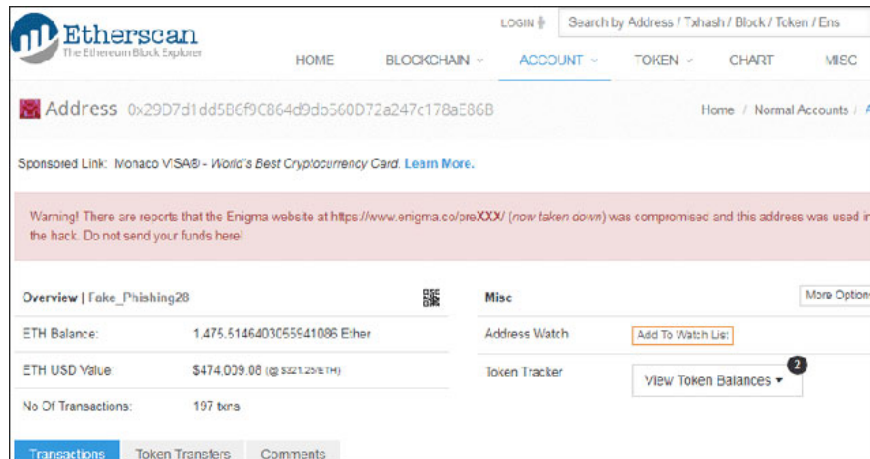 LOGIN Search by Address / Txhash / Block / Token / Ens
Etherscan
The Ethereum Block Explorer
HOME BLOCKCHAIN ACCOUNT TOKEN CHART MISC
Address 0x29D7d1dd5B6f9C864d9db560D72a247c178aE86B
Home / Normal Accounts / A
Sponsored Link: Monaco VISA® - World's Best Cryptocurrency Card. Learn More.
Warning! There are reports that the Enigma website at https://www.enigma.co/preXXX/ (now taken down) was compromised and this address was used in
the hack. Do not send your funds here!
Overview | Fake_Phishing28
ETH Balance: 1,475.5146403055941086 Ether
ETH USD Value: $474,009.08 (@ $321.25/ETH)
No Of Transactions: 197 txns
Misc More Options
Address Watch Add To Watch List
Token Tracker View Token Balances 2
Transactions Token Transfers Comments